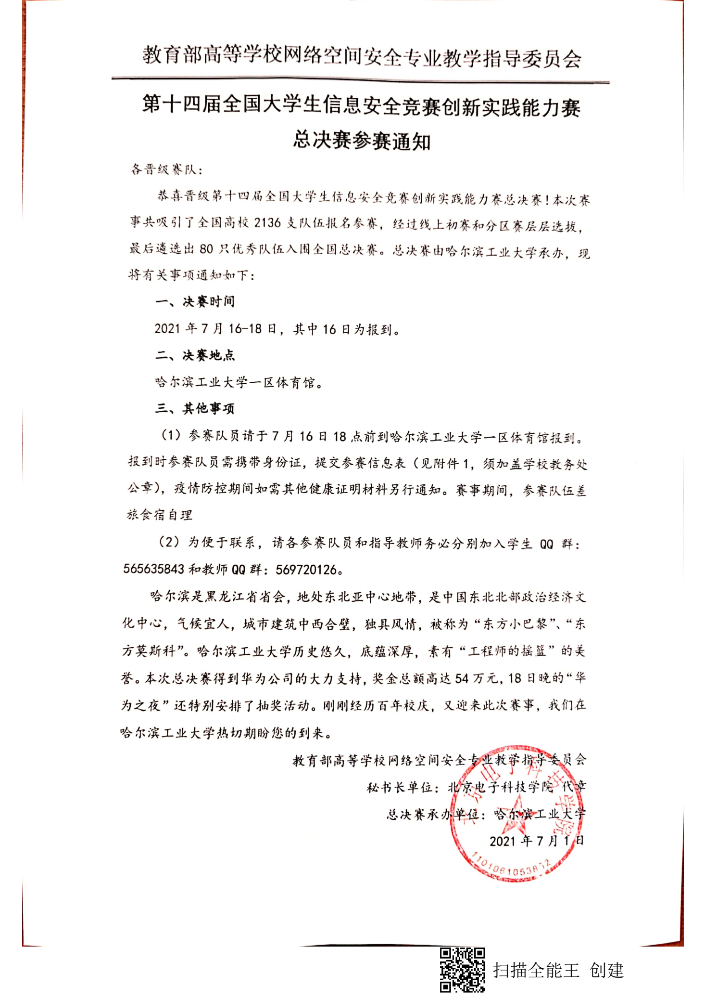 教育部高等学校网络空间安全专业教学指导委员会
第十四届全国大学生信息安全竞赛创新实践能力赛
总决赛参赛通知
各晋级赛队：
恭喜晋级第十四届全国大学生信息安全竞赛创新实践能力赛总决赛！本次赛
事共吸引了全国高校 2136 支队伍报名参赛，经过线上初赛和分区赛层层选拔，
最后遴选出 80 只优秀队伍入围全国总决赛。总决赛由哈尔滨工业大学承办，现
将有关事项通知如下：
一、决赛时间
2021 年 7 月 16-18 日，其中 16 日为报到。
二、决赛地点
哈尔滨工业大学一区体育馆。
三、其他事项
（1）参赛队员请于 7 月 16 日 18 点前到哈尔滨工业大学一区体育馆报到。
报到时参赛队员需携带身份证，提交参赛信息表（见附件 1，须加盖学校教务处
公章），疫情防控期间如需其他健康证明材料另行通知。赛事期间，参赛队伍差
旅食宿自理
（2）为便于联系，请各参赛队员和指导教师务必分别加入学生 QQ 群：
565635843 和教师 QQ 群：569720126。
哈尔滨是黑龙江省省会，地处东北亚中心地带，是中国东北北部政治经济文
化中心，气候宜人，城市建筑中西合璧，独具风情，被称为“东方小巴黎”、“东
方莫斯科”。哈尔滨工业大学历史悠久，底蕴深厚，素有“工程师的摇篮”的美
誉。本次总决赛得到华为公司的大力支持，奖金总额高达 54 万元，18 日晚的“华
为之夜”还特别安排了抽奖活动。刚刚经历百年校庆，又迎来此次赛事，我们在
哈尔滨工业大学热切期盼您的到来。
教育部高等学校网络空间安全专业教学指导委员会
秘书长单位：北京电子科技学院 代章
总决赛承办单位：哈尔滨工业大学
2021 年 7 月 1 日
北京电子科技学院
扫描全能王 创建